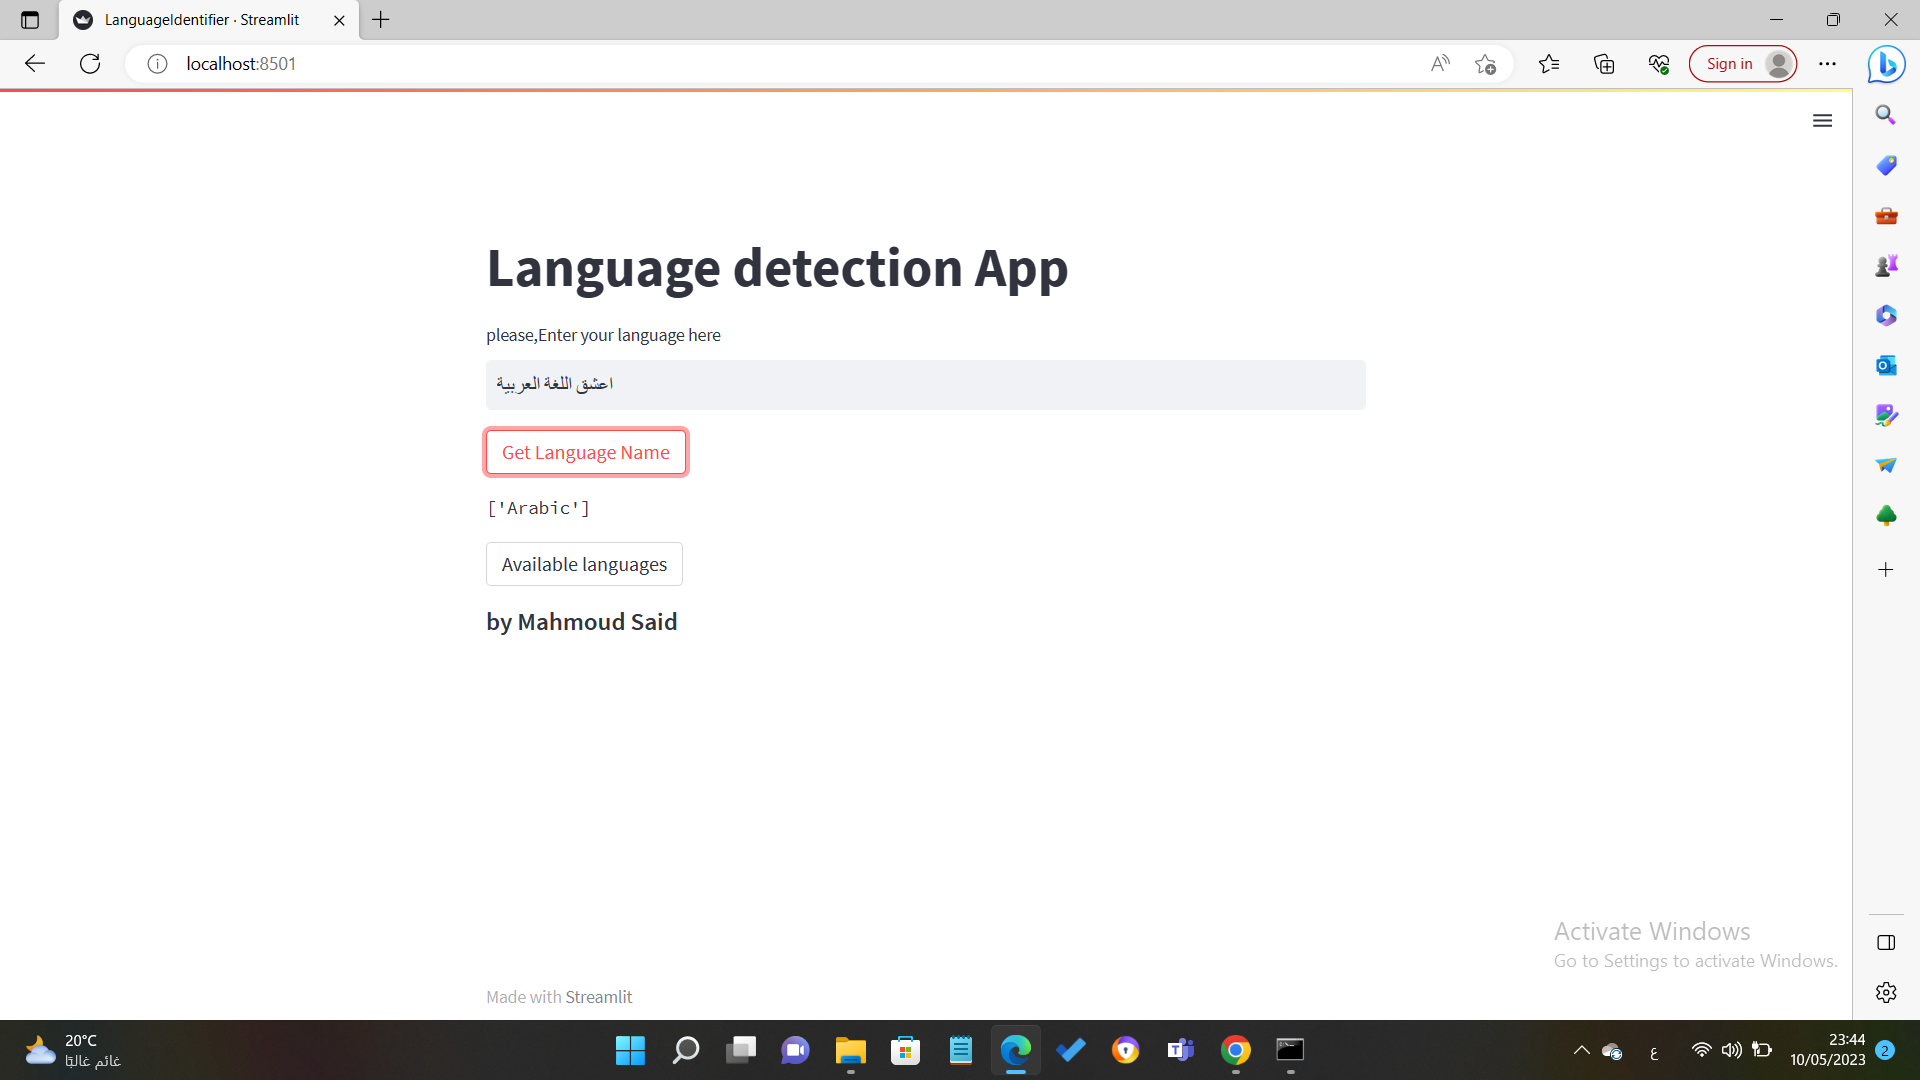 LanguageIdentifier · Streamlit
localhost:8501
Sign in
Language detection App
please,Enter your language here
اعشق اللغة العربية
Get Language Name
['Arabic']
Available languages
by Mahmoud Said
Activate Windows
Go to Settings to activate Windows.
Made with Streamlit
20°C
غائم غالبًا
ع
23:44
10/05/2023
2